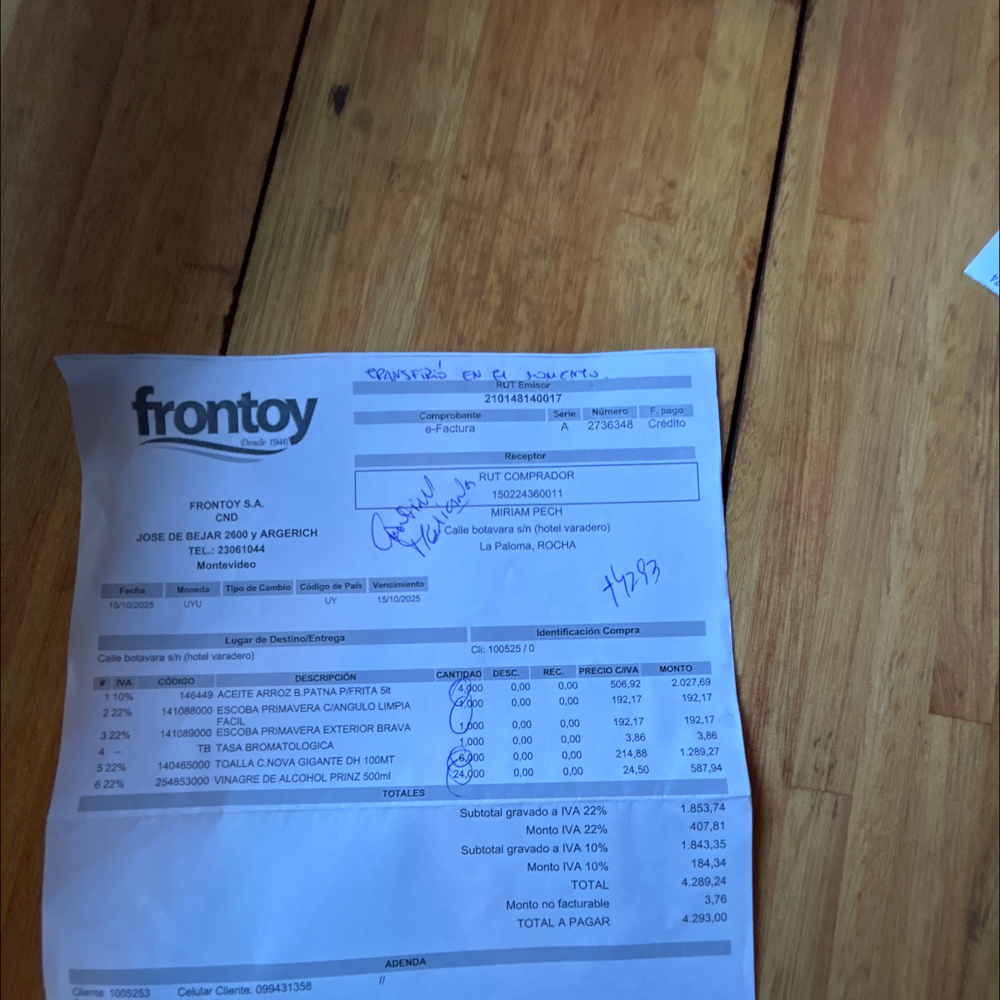 TRANSFIRIÓ EN EL MOMENTO.
frontoy
Desde 1946
RUT Emisor
210148140017
Comprobante Serie Número F. pago
e-Factura A 2736348 Crédito
Receptor
RUT COMPRADOR
150224360011
MIRIAM PECH
Calle botavara s/n (hotel varadero)
La Paloma, ROCHA
FRONTOY S.A.
CND
JOSE DE BEJAR 2600 y ARGERICH
TEL.: 23061044
Montevideo
Fecha Moneda Tipo de Cambio Código de País Vencimiento
15/10/2025 UYU UY 15/10/2025
Lugar de Destino/Entrega Identificación Compra
Calle botavara s/n (hotel varadero) Cli: 100525 / 0
# IVA CÓDIGO DESCRIPCIÓN CANTIDAD DESC. REC. PRECIO C/IVA MONTO
1 10% 146449 ACEITE ARROZ B.PATNA P/FRITA 5lt 4,000 0,00 0,00 506,92 2.027,69
2 22% 141088000 ESCOBA PRIMAVERA C/ANGULO LIMPIA FACIL 1,000 0,00 0,00 192,17 192,17
3 22% 141089000 ESCOBA PRIMAVERA EXTERIOR BRAVA 1,000 0,00 0,00 192,17 192,17
4 -- TB TASA BROMATOLOGICA 1,000 0,00 0,00 3,86 3,86
5 22% 140465000 TOALLA C.NOVA GIGANTE DH 100MT 6,000 0,00 0,00 214,88 1.289,27
6 22% 254853000 VINAGRE DE ALCOHOL PRINZ 500ml 24,000 0,00 0,00 24,50 587,94
TOTALES
Subtotal gravado a IVA 22% 1.853,74
Monto IVA 22% 407,81
Subtotal gravado a IVA 10% 1.843,35
Monto IVA 10% 184,34
TOTAL 4.289,24
Monto no facturable 3,76
TOTAL A PAGAR 4.293,00
ADENDA
//
Cliente: 1005253 Celular Cliente: 099431358